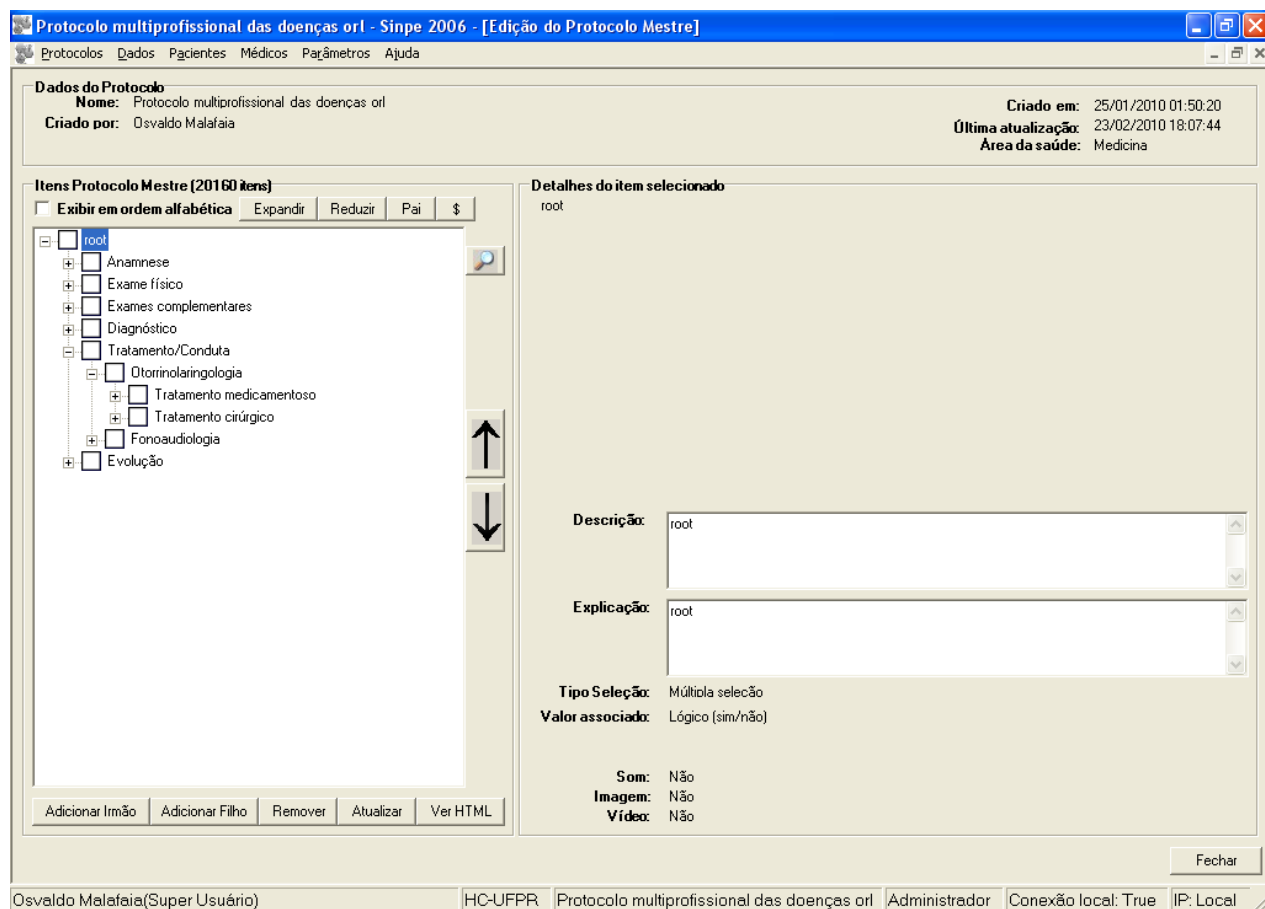 Protocolo multiprofissional das doenças orl - Sinpe 2006 - [Edição do Protocolo Mestre]
Protocolos Dados Pacientes Médicos Parâmetros Ajuda
Dados do Protocolo
Nome: Protocolo multiprofissional das doenças orl
Criado por: Osvaldo Malafaia
Criado em: 25/01/2010 01:50:20
Última atualização: 23/02/2010 18:07:44
Área da saúde: Medicina
Itens Protocolo Mestre (20160 itens)
Exibir em ordem alfabética Expandir Reduzir Pai $
root
Anamnese
Exame físico
Exames complementares
Diagnóstico
Tratamento/Conduta
Otorrinolaringologia
Tratamento medicamentoso
Tratamento cirúrgico
Fonoaudiologia
Evolução
Adicionar Irmão Adicionar Filho Remover Atualizar Ver HTML
Detalhes do item selecionado
root
Descrição: root
Explicação: root
Tipo Seleção: Múltipla seleção
Valor associado: Lógico (sim/não)
Som: Não
Imagem: Não
Vídeo: Não
Fechar
Osvaldo Malafaia(Super Usuário) HC-UFPR Protocolo multiprofissional das doenças orl Administrador Conexão local: True IP: Local